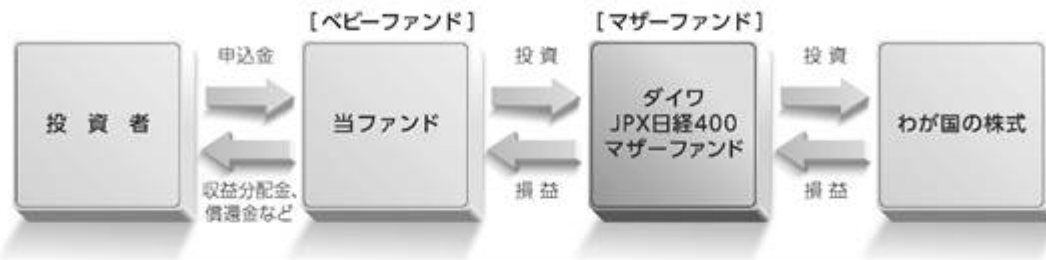 [ベビーファンド]
[マザーファンド]
申込金
投資
投資
投資者
当ファンド
ダイワ
JPX日経400
マザーファンド
わが国の株式
収益分配金、
償還金など
損益
損益